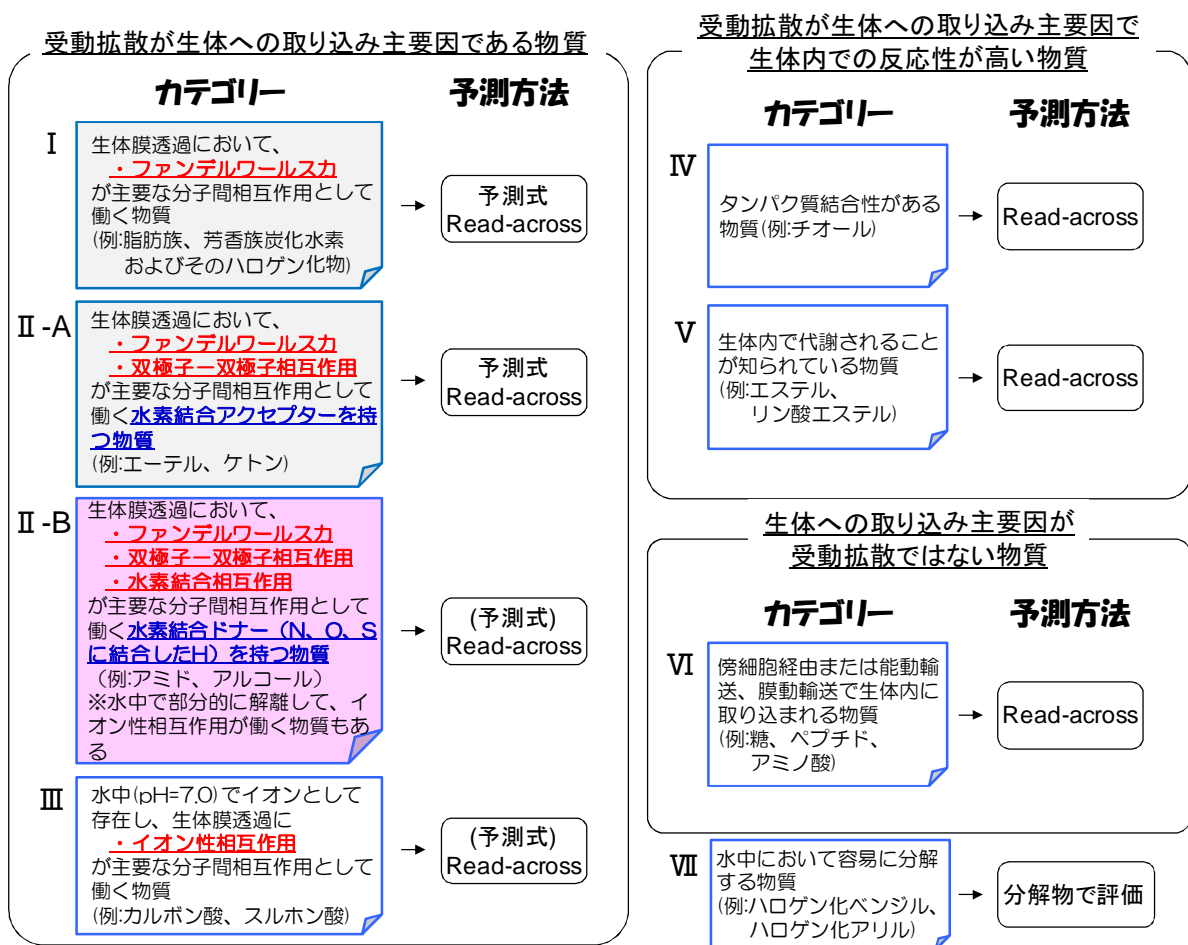 受動拡散が生体への取り込み主要因である物質
カテゴリー
予測方法
Ⅰ
生体膜透過において、
・ファンデルワールス力
が主要な分子間相互作用として
働く物質
(例:脂肪族、芳香族炭化水素
およびそのハロゲン化物)
→
予測式
Read-across
Ⅱ-A
生体膜透過において、
・ファンデルワールス力
・双極子－双極子相互作用
が主要な分子間相互作用として
働く水素結合アクセプターを持
つ物質
(例:エーテル、ケトン)
→
予測式
Read-across
Ⅱ-B
生体膜透過において、
・ファンデルワールス力
・双極子－双極子相互作用
・水素結合相互作用
が主要な分子間相互作用として
働く水素結合ドナー（N、O、S
に結合したH）を持つ物質
（例:アミド、アルコール）
※水中で部分的に解離して、イ
オン性相互作用が働く物質もあ
る
→
(予測式)
Read-across
Ⅲ
水中(pH=7.0)でイオンとして
存在し、生体膜透過に
・イオン性相互作用
が主要な分子間相互作用として
働く物質
(例:カルボン酸、スルホン酸)
→
(予測式)
Read-across
受動拡散が生体への取り込み主要因で
生体内での反応性が高い物質
カテゴリー
予測方法
Ⅳ
タンパク質結合性がある
物質(例:チオール)
→
Read-across
Ⅴ
生体内で代謝されること
が知られている物質
(例:エステル、
リン酸エステル)
→
Read-across
生体への取り込み主要因が
受動拡散ではない物質
カテゴリー
予測方法
Ⅵ
傍細胞経由または能動輸
送、膜動輸送で生体内に
取り込まれる物質
(例:糖、ペプチド、
アミノ酸)
→
Read-across
Ⅶ
水中において容易に分解
する物質
(例:ハロゲン化ベンジル、
ハロゲン化アリル)
→
分解物で評価